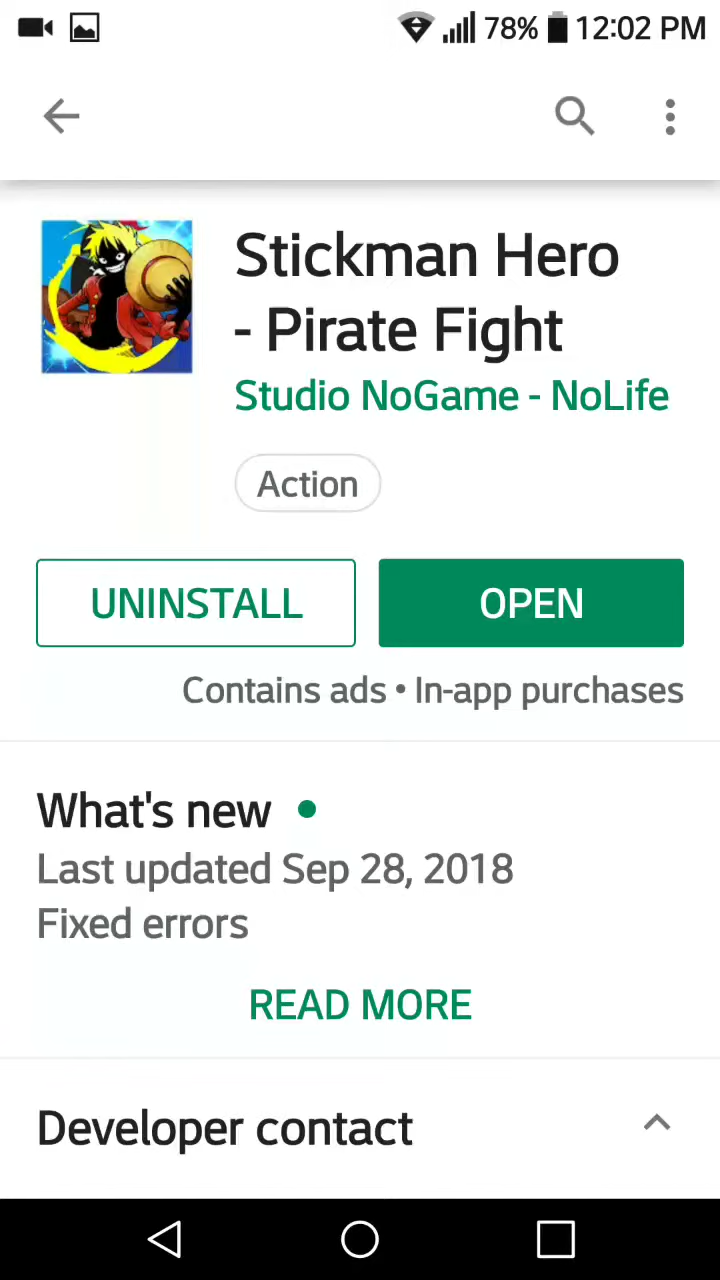 78% 12:02 PM
Stickman Hero
- Pirate Fight
Studio NoGame - NoLife
Action
UNINSTALL OPEN
Contains ads • In-app purchases
What's new
Last updated Sep 28, 2018
Fixed errors
READ MORE
Developer contact